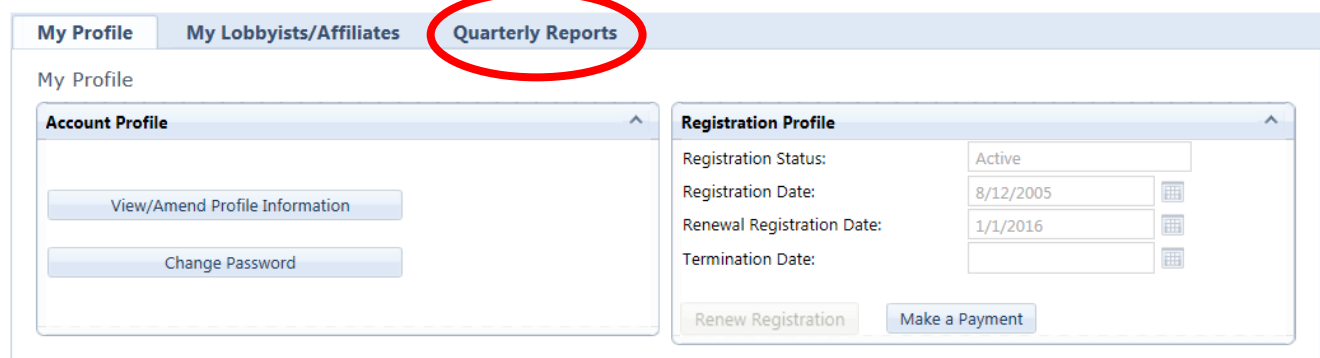 My Profile My Lobbyists/Affiliates Quarterly Reports
My Profile
Account Profile
View/Amend Profile Information
Change Password
Registration Profile
Registration Status: Active
Registration Date: 8/12/2005
Renewal Registration Date: 1/1/2016
Termination Date:
Renew Registration Make a Payment